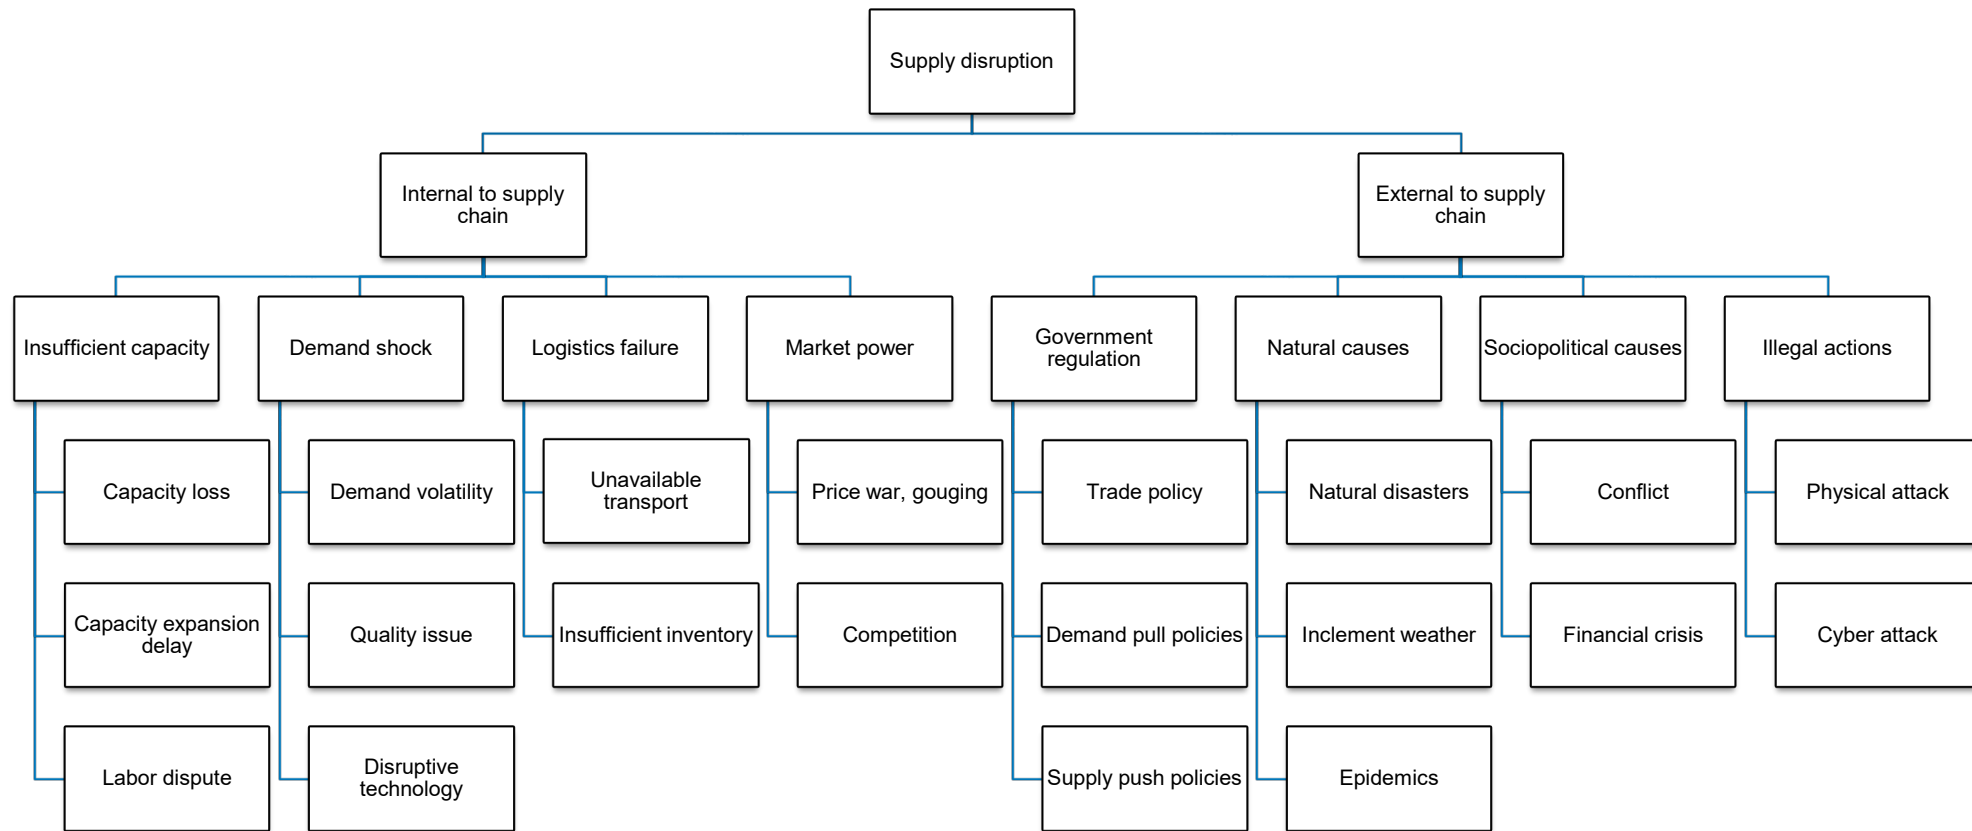 Supply disruption
Internal to supply
chain
External to supply
chain
Insufficient capacity
Demand shock
Logistics failure
Market power
Government
regulation
Natural causes
Sociopolitical causes
Illegal actions
Capacity loss
Demand volatility
Unavailable
transport
Price war, gouging
Trade policy
Natural disasters
Conflict
Physical attack
Capacity expansion
delay
Quality issue
Insufficient inventory
Competition
Demand pull policies
Inclement weather
Financial crisis
Cyber attack
Labor dispute
Disruptive
technology
Supply push policies
Epidemics